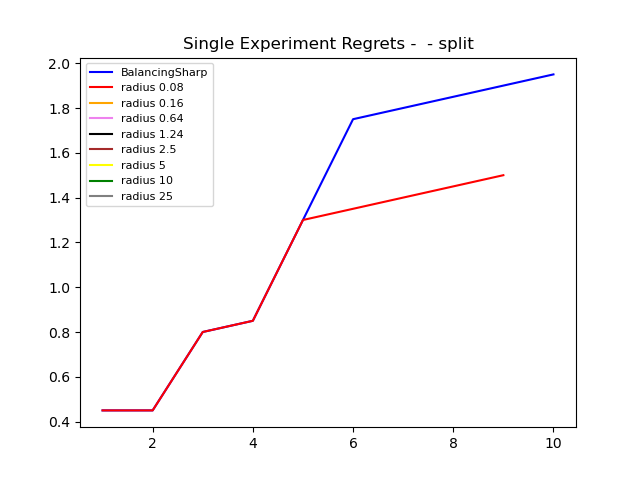 Single Experiment Regrets -  - split
2.0
1.8
1.6
1.4
1.2
1.0
0.8
0.6
0.4
BalancingSharp
radius 0.08
radius 0.16
radius 0.64
radius 1.24
radius 2.5
radius 5
radius 10
radius 25
2 4 6 8 10